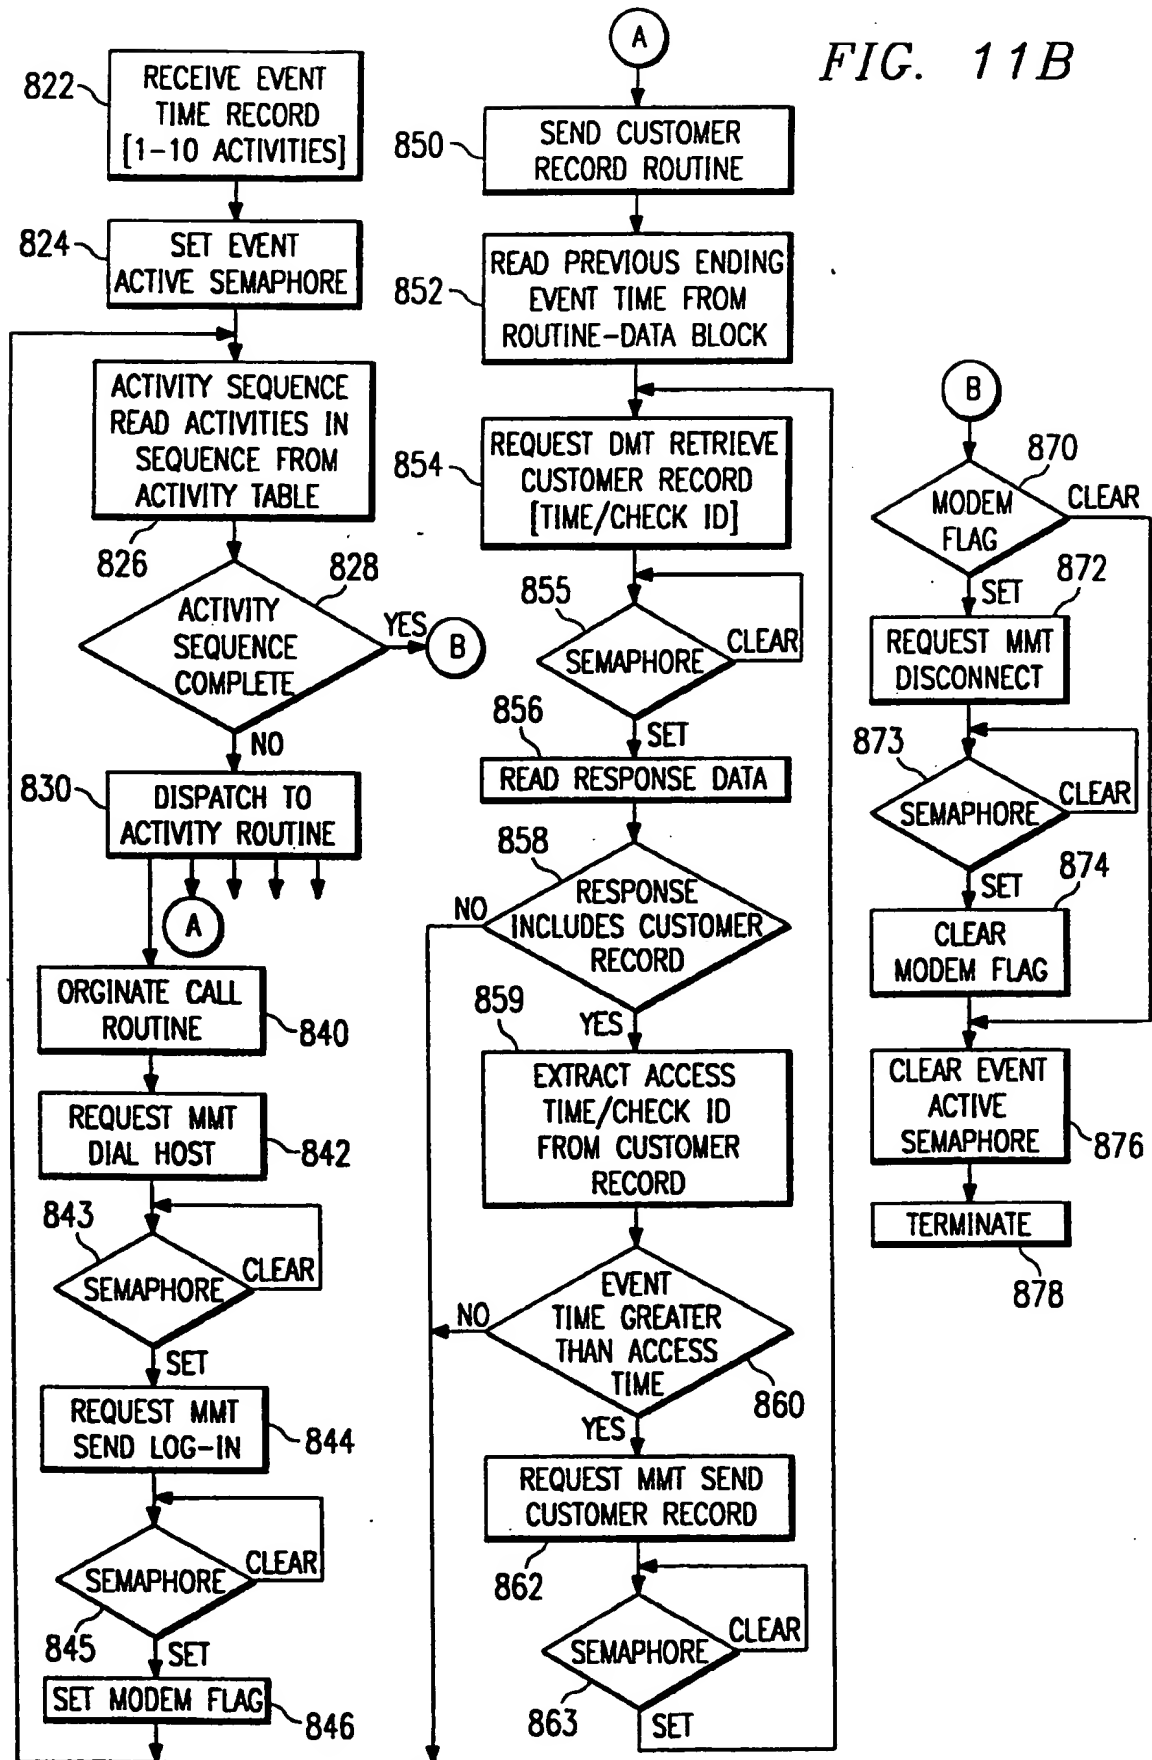 FIG. 11B
822
RECEIVE EVENT
TIME RECORD
[1-10 ACTIVITIES]
824
SET EVENT
ACTIVE SEMAPHORE
ACTIVITY SEQUENCE
READ ACTIVITIES IN
SEQUENCE FROM
ACTIVITY TABLE
826
828
ACTIVITY
SEQUENCE
COMPLETE
YES
B
NO
830
DISPATCH TO
ACTIVITY ROUTINE
A
ORGINATE CALL
ROUTINE
840
REQUEST MMT
DIAL HOST
842
843
SEMAPHORE
CLEAR
SET
REQUEST MMT
SEND LOG-IN
844
SEMAPHORE
CLEAR
845
SET
SET MODEM FLAG
846
A
850
SEND CUSTOMER
RECORD ROUTINE
852
READ PREVIOUS ENDING
EVENT TIME FROM
ROUTINE-DATA BLOCK
854
REQUEST DMT RETRIEVE
CUSTOMER RECORD
[TIME/CHECK ID]
855
SEMAPHORE
CLEAR
SET
856
READ RESPONSE DATA
858
RESPONSE
INCLUDES CUSTOMER
RECORD
NO
YES
859
EXTRACT ACCESS
TIME/CHECK ID
FROM CUSTOMER
RECORD
EVENT
TIME GREATER
THAN ACCESS
TIME
NO
860
YES
REQUEST MMT SEND
CUSTOMER RECORD
862
SEMAPHORE
CLEAR
863
SET
B
870
MODEM
FLAG
CLEAR
SET
872
REQUEST MMT
DISCONNECT
873
SEMAPHORE
CLEAR
SET
874
CLEAR
MODEM FLAG
CLEAR EVENT
ACTIVE
SEMAPHORE
876
TERMINATE
878